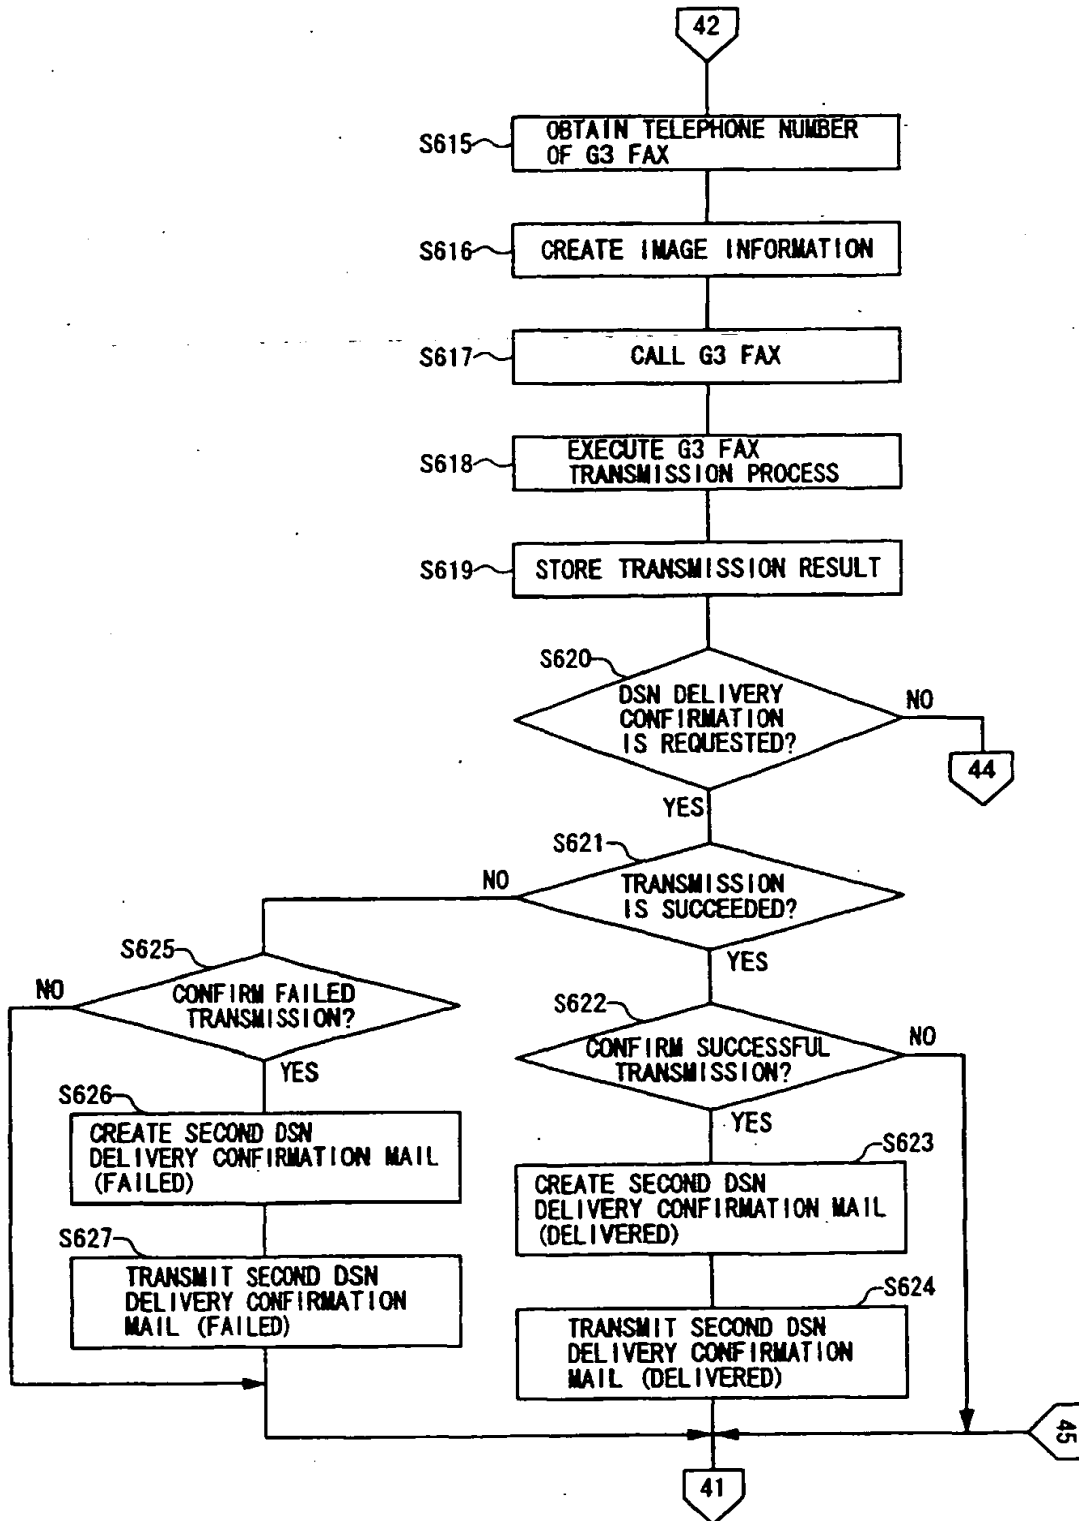 42
S615
OBTAIN TELEPHONE NUMBER
OF G3 FAX
S616
CREATE IMAGE INFORMATION
S617
CALL G3 FAX
S618
EXECUTE G3 FAX
TRANSMISSION PROCESS
S619
STORE TRANSMISSION RESULT
S620
DSN DELIVERY
CONFIRMATION
IS REQUESTED?
NO
44
YES
S621
TRANSMISSION
IS SUCCEEDED?
NO
YES
S625
CONFIRM FAILED
TRANSMISSION?
NO
YES
S622
CONFIRM SUCCESSFUL
TRANSMISSION?
NO
YES
S626
CREATE SECOND DSN
DELIVERY CONFIRMATION MAIL
(FAILED)
S623
CREATE SECOND DSN
DELIVERY CONFIRMATION MAIL
(DELIVERED)
S627
TRANSMIT SECOND DSN
DELIVERY CONFIRMATION
MAIL (FAILED)
S624
TRANSMIT SECOND DSN
DELIVERY CONFIRMATION
MAIL (DELIVERED)
45
41